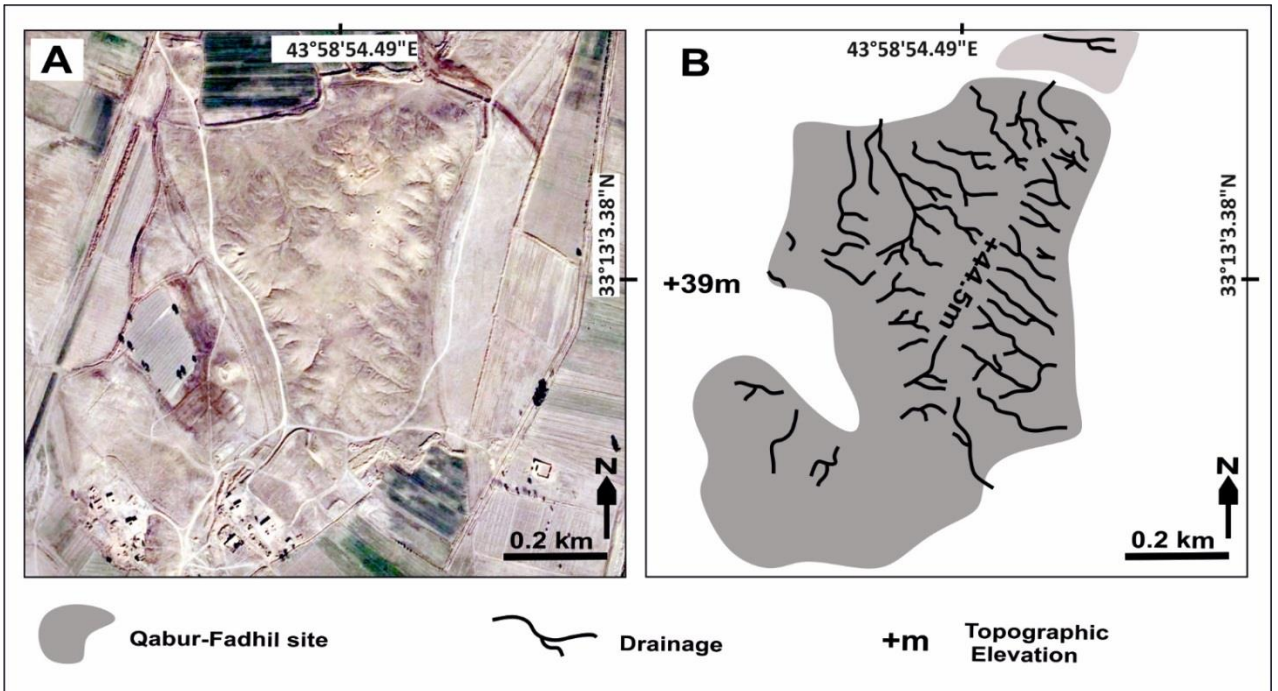 A
43°58'54.49"E
33°13'3.38"N
N
0.2 km
B
43°58'54.49"E
+39m
+44.5m
33°13'3.38"N
N
0.2 km
Qabur-Fadhil site
Drainage
+m
Topographic
Elevation